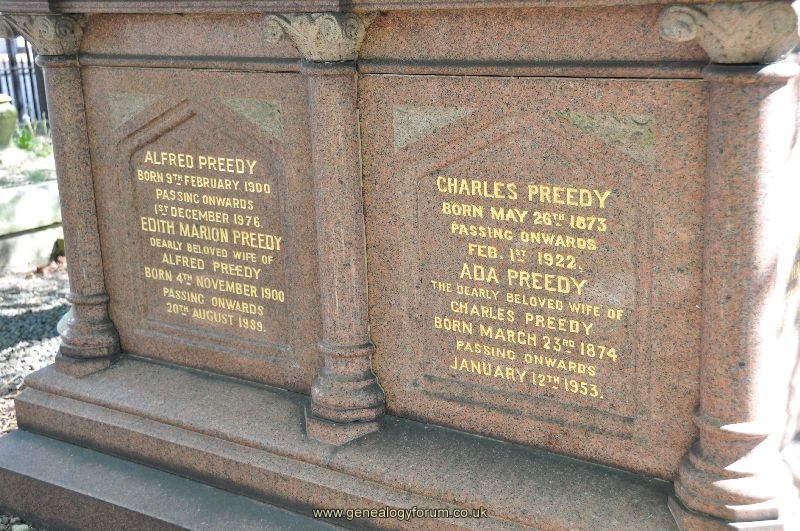 ALFRED PREEDY
BORN 9TH FEBRUARY 1900
PASSING ONWARDS
1ST DECEMBER 1976.
EDITH MARION PREEDY
DEARLY BELOVED WIFE OF
ALFRED PREEDY
BORN 4TH NOVEMBER 1900
PASSING ONWARDS
20TH AUGUST 1989.
CHARLES PREEDY
BORN MAY 26TH 1873
PASSING ONWARDS
FEB. 1ST 1922.
ADA PREEDY
THE DEARLY BELOVED WIFE OF
CHARLES PREEDY
BORN MARCH 23RD 1874
PASSING ONWARDS
JANUARY 12TH 1953.
www.genealogyforum.co.uk